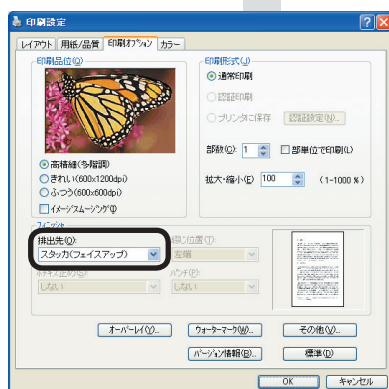 印刷設定
レイアウト 用紙/品質 印刷オプション カラー
印刷品位(Q)
高精細(多階調)
きれい(600x1200dpi)
ふつう(600x600dpi)
イメージスムージング(I)
印刷形式(J)
通常印刷
認証印刷
プリンタに保存 認証設定(N)...
部数(C): 1 部単位で印刷(L)
拡大・縮小(E) 100 (1-1000 %)
フィニッシャ
排出先(O): 綴じ位置(T):
スタッカ(フェイスアップ) 左端
ホチキス止め(S): パンチ(P):
しない しない
オーバーレイ(Y)... ウォーターマーク(W)... その他(V)...
バージョン情報(B)... 標準(D)
OK キャンセル